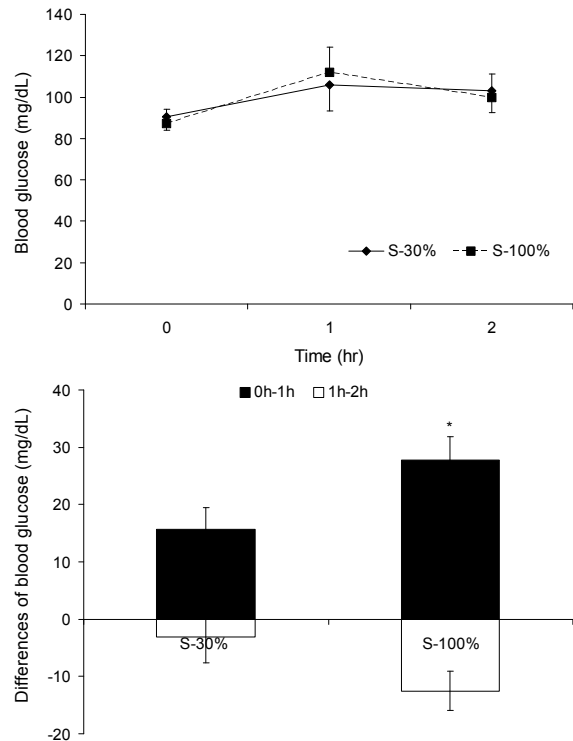 140
120
100
80
60
40
20
0
Blood glucose (mg/dL)
S-30% S-100%
0 1 2
Time (hr)
40
30
20
10
0
-10
-20
Differences of blood glucose (mg/dL)
0h-1h 1h-2h
*
S-30% S-100%